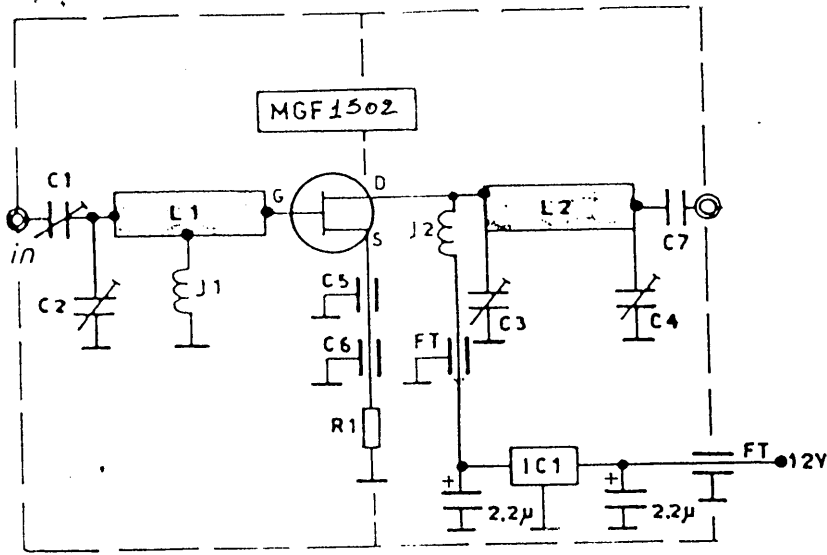 MGF1502
C1
L1
G
D
S
L2
in
J2
C7
C2
J1
C5
C3
C4
C6
FT
R1
IC1
FT
12V
+
2.2µ
+
2.2µ